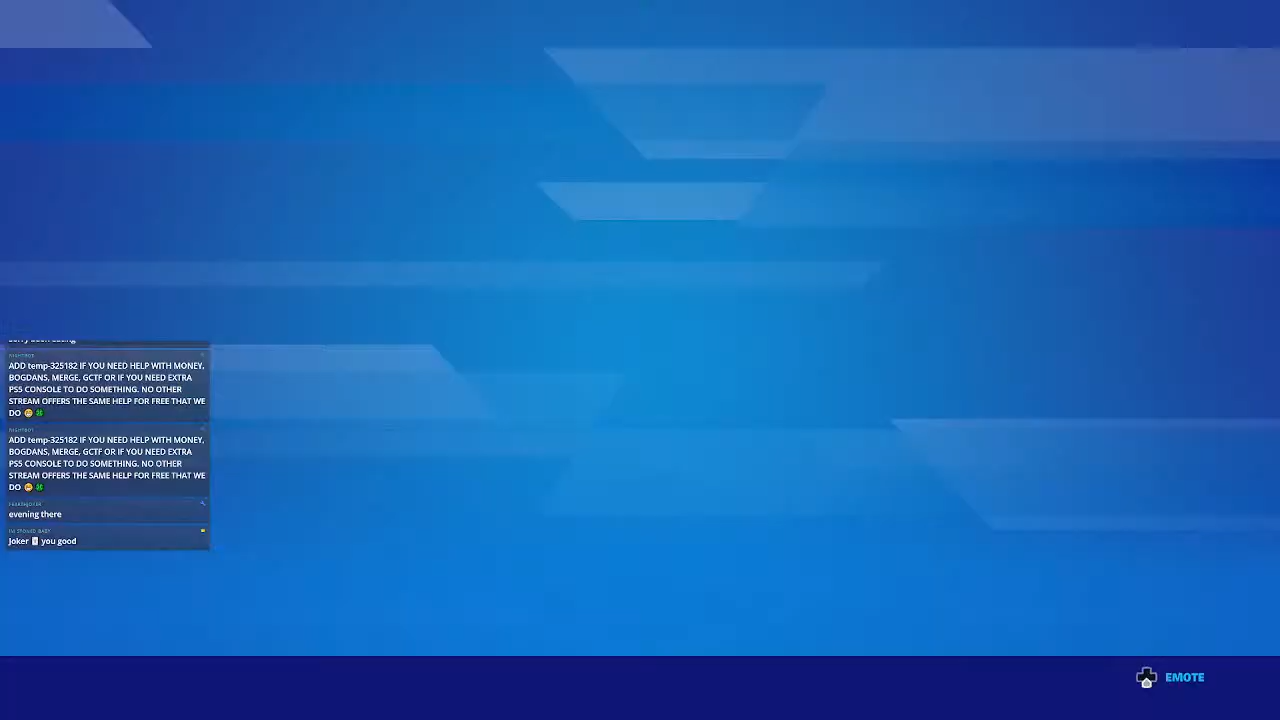 NIGHTBOT
ADD temp-325182 IF YOU NEED HELP WITH MONEY,
BOGDANS, MERGE, GCTF OR IF YOU NEED EXTRA
PS5 CONSOLE TO DO SOMETHING. NO OTHER
STREAM OFFERS THE SAME HELP FOR FREE THAT WE
DO
NIGHTBOT
ADD temp-325182 IF YOU NEED HELP WITH MONEY,
BOGDANS, MERGE, GCTF OR IF YOU NEED EXTRA
PS5 CONSOLE TO DO SOMETHING. NO OTHER
STREAM OFFERS THE SAME HELP FOR FREE THAT WE
DO
evening there
Joker 🃏 you good
EMOTE